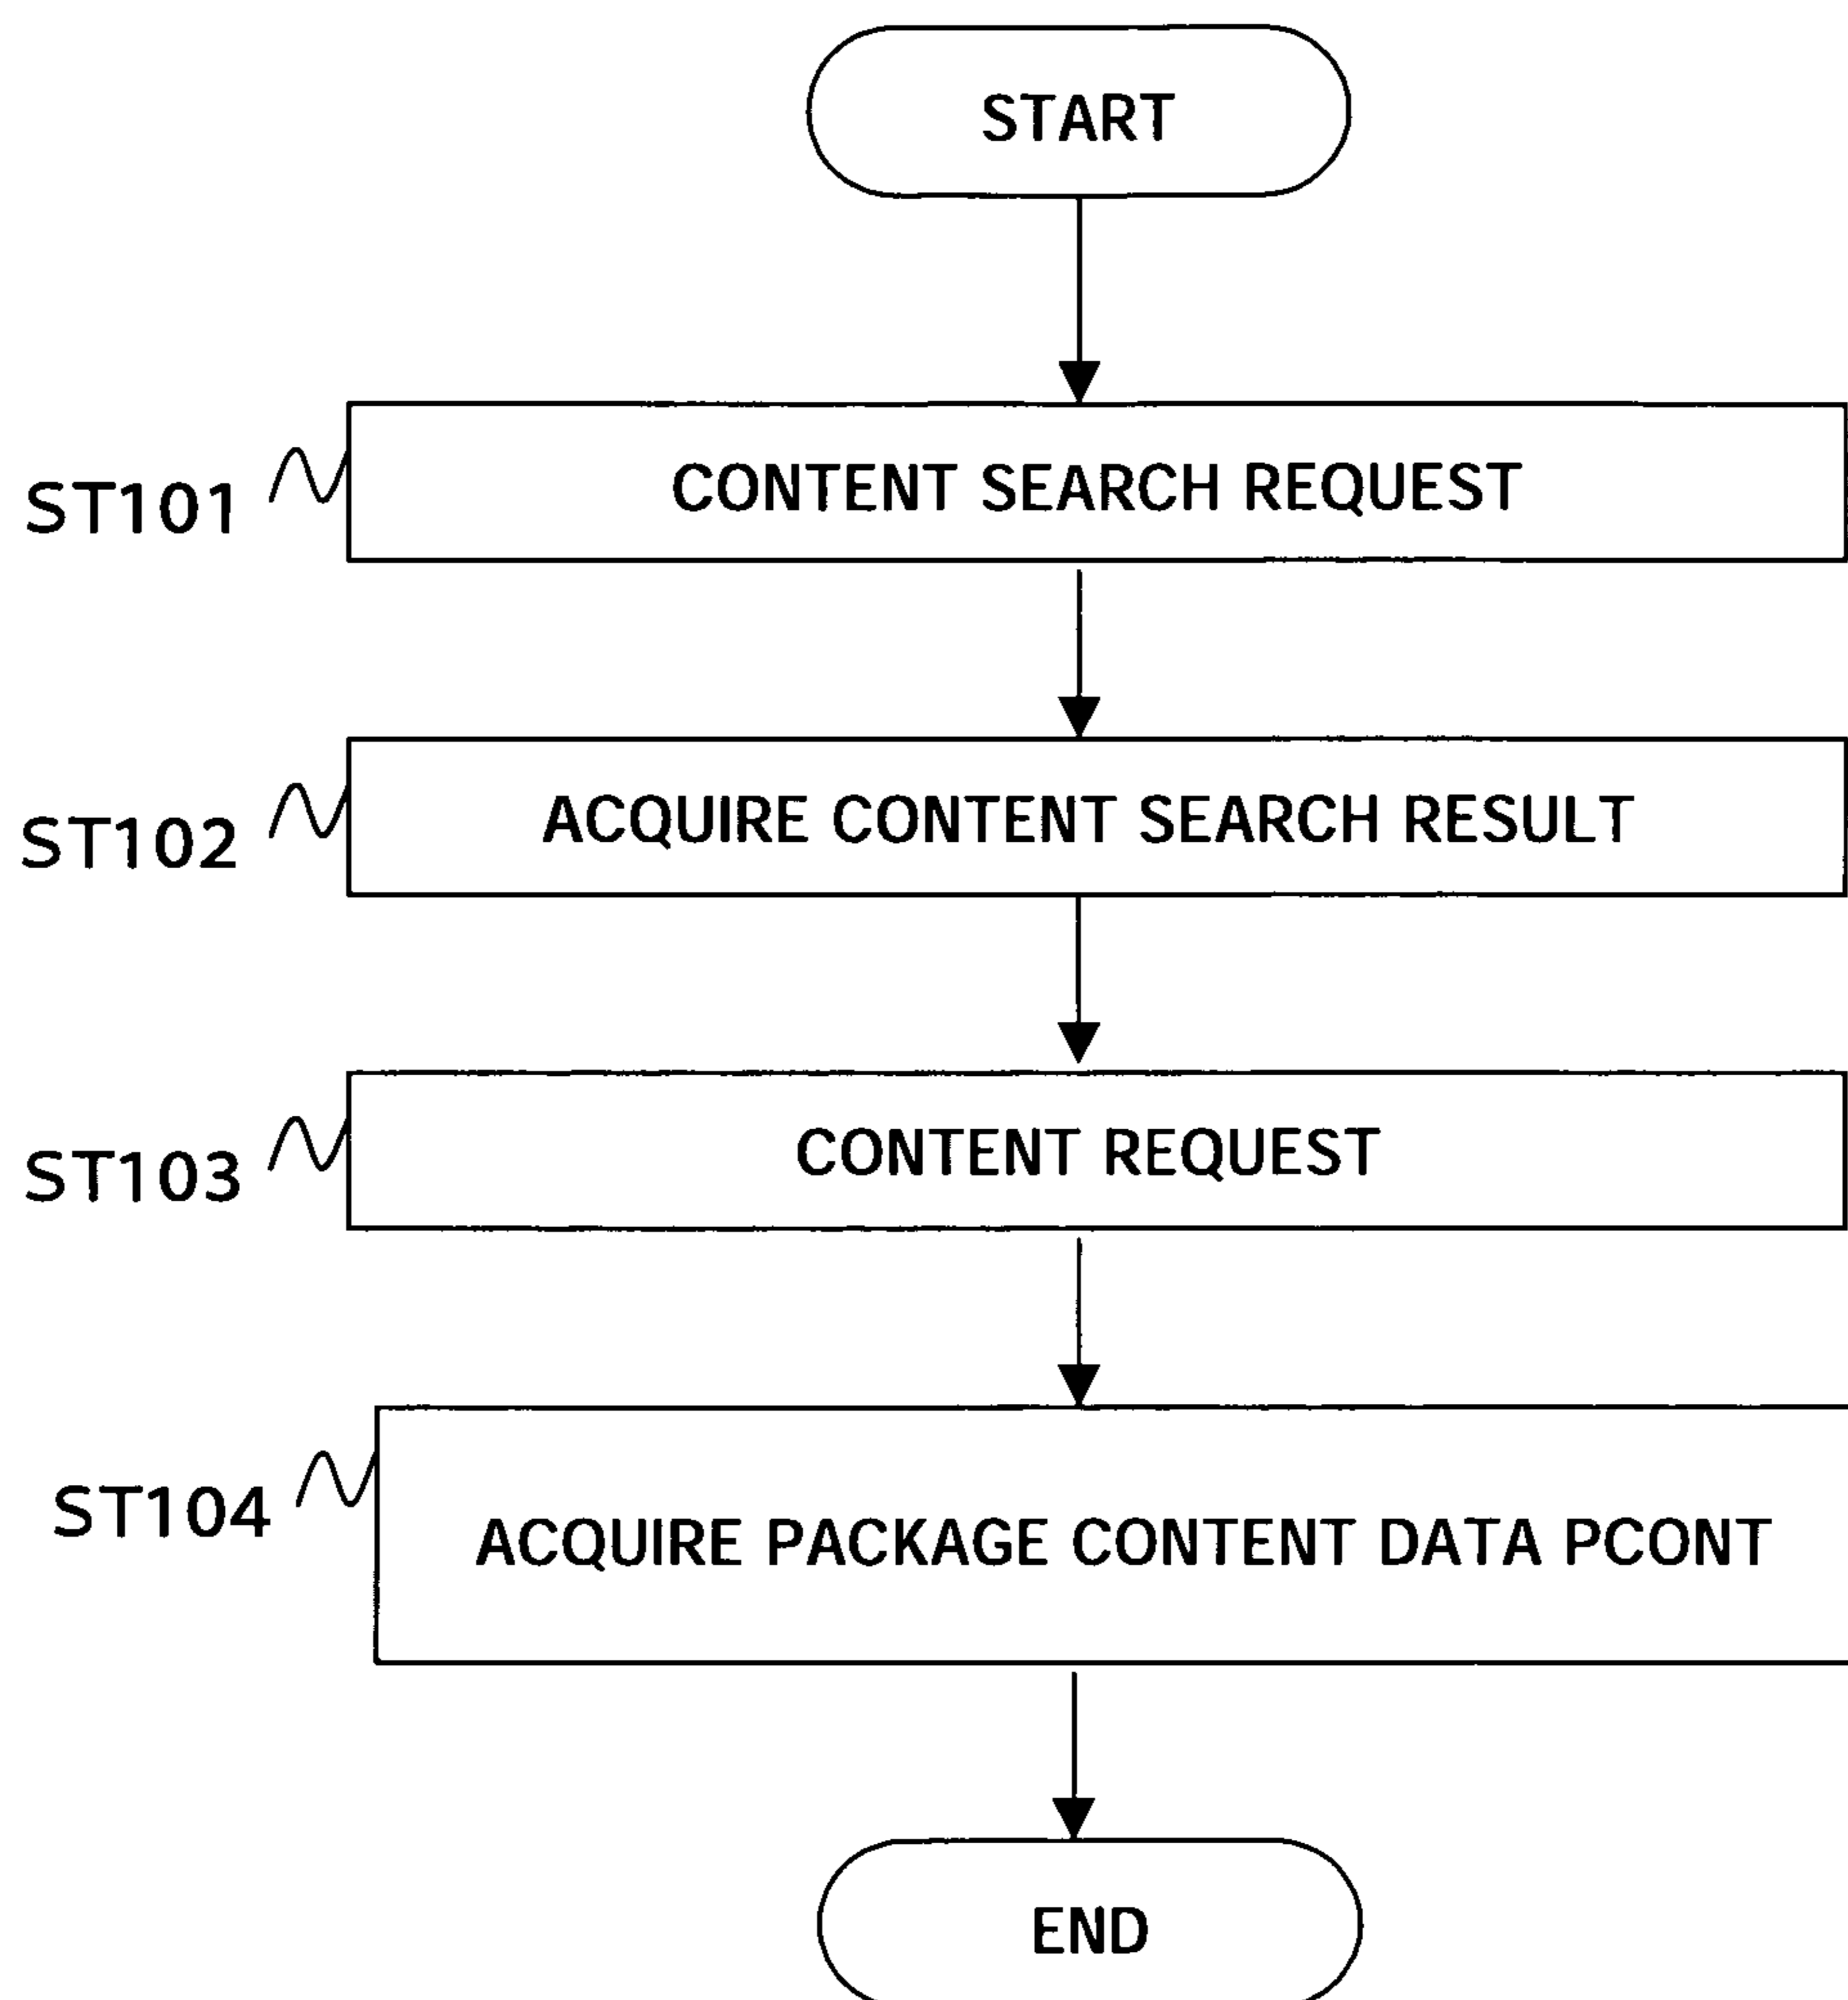 START
ST101
CONTENT SEARCH REQUEST
ST102
ACQUIRE CONTENT SEARCH RESULT
ST103
CONTENT REQUEST
ST104
ACQUIRE PACKAGE CONTENT DATA PCONT
END